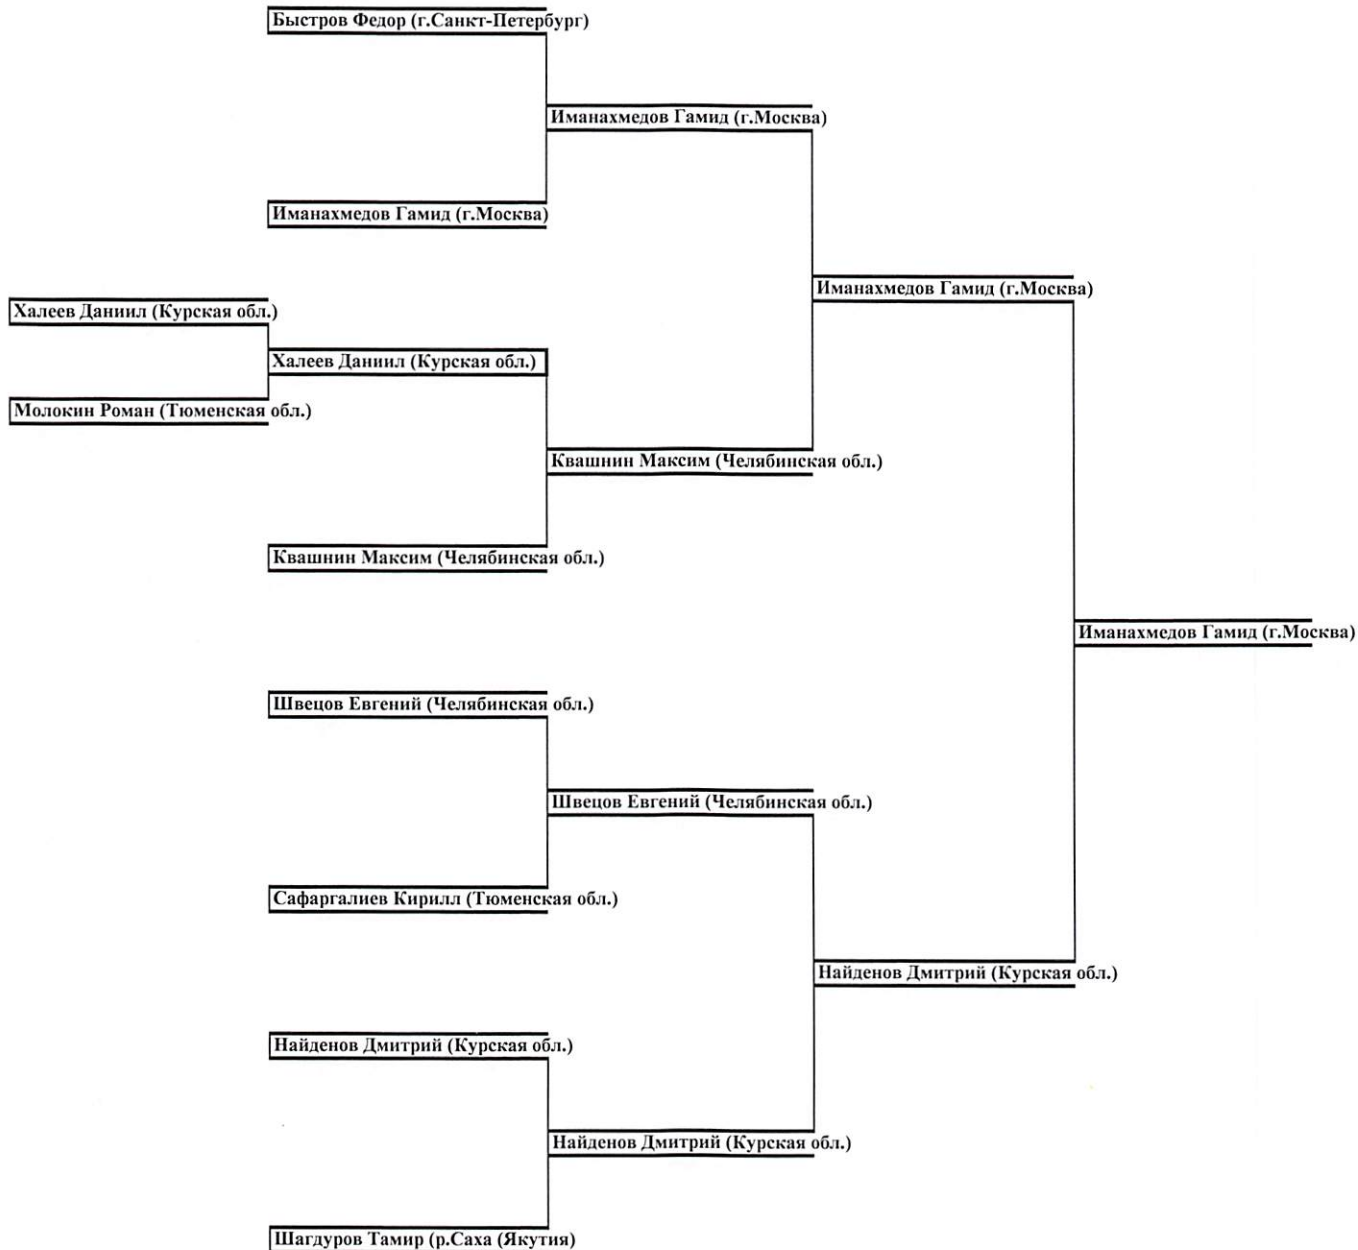 Быстров Федор (г.Санкт-Петербург)
Иманахмедов Гамид (г.Москва)
Иманахмедов Гамид (г.Москва)
Иманахмедов Гамид (г.Москва)
Халеев Даниил (Курская обл.)
Халеев Даниил (Курская обл.)
Молокин Роман (Тюменская обл.)
Квашнин Максим (Челябинская обл.)
Квашнин Максим (Челябинская обл.)
Иманахмедов Гамид (г.Москва)
Швецов Евгений (Челябинская обл.)
Швецов Евгений (Челябинская обл.)
Сафаргалиев Кирилл (Тюменская обл.)
Найденов Дмитрий (Курская обл.)
Найденов Дмитрий (Курская обл.)
Найденов Дмитрий (Курская обл.)
Шагдуров Тамир (р.Саха (Якутия)